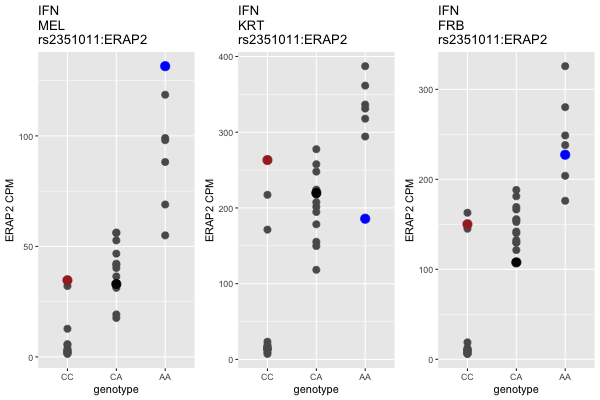 IFN
MEL
rs2351011:ERAP2
ERAP2 CPM
100
50
0
CC CA AA
genotype
IFN
KRT
rs2351011:ERAP2
ERAP2 CPM
400
300
200
100
0
CC CA AA
genotype
IFN
FRB
rs2351011:ERAP2
ERAP2 CPM
300
200
100
0
CC CA AA
genotype